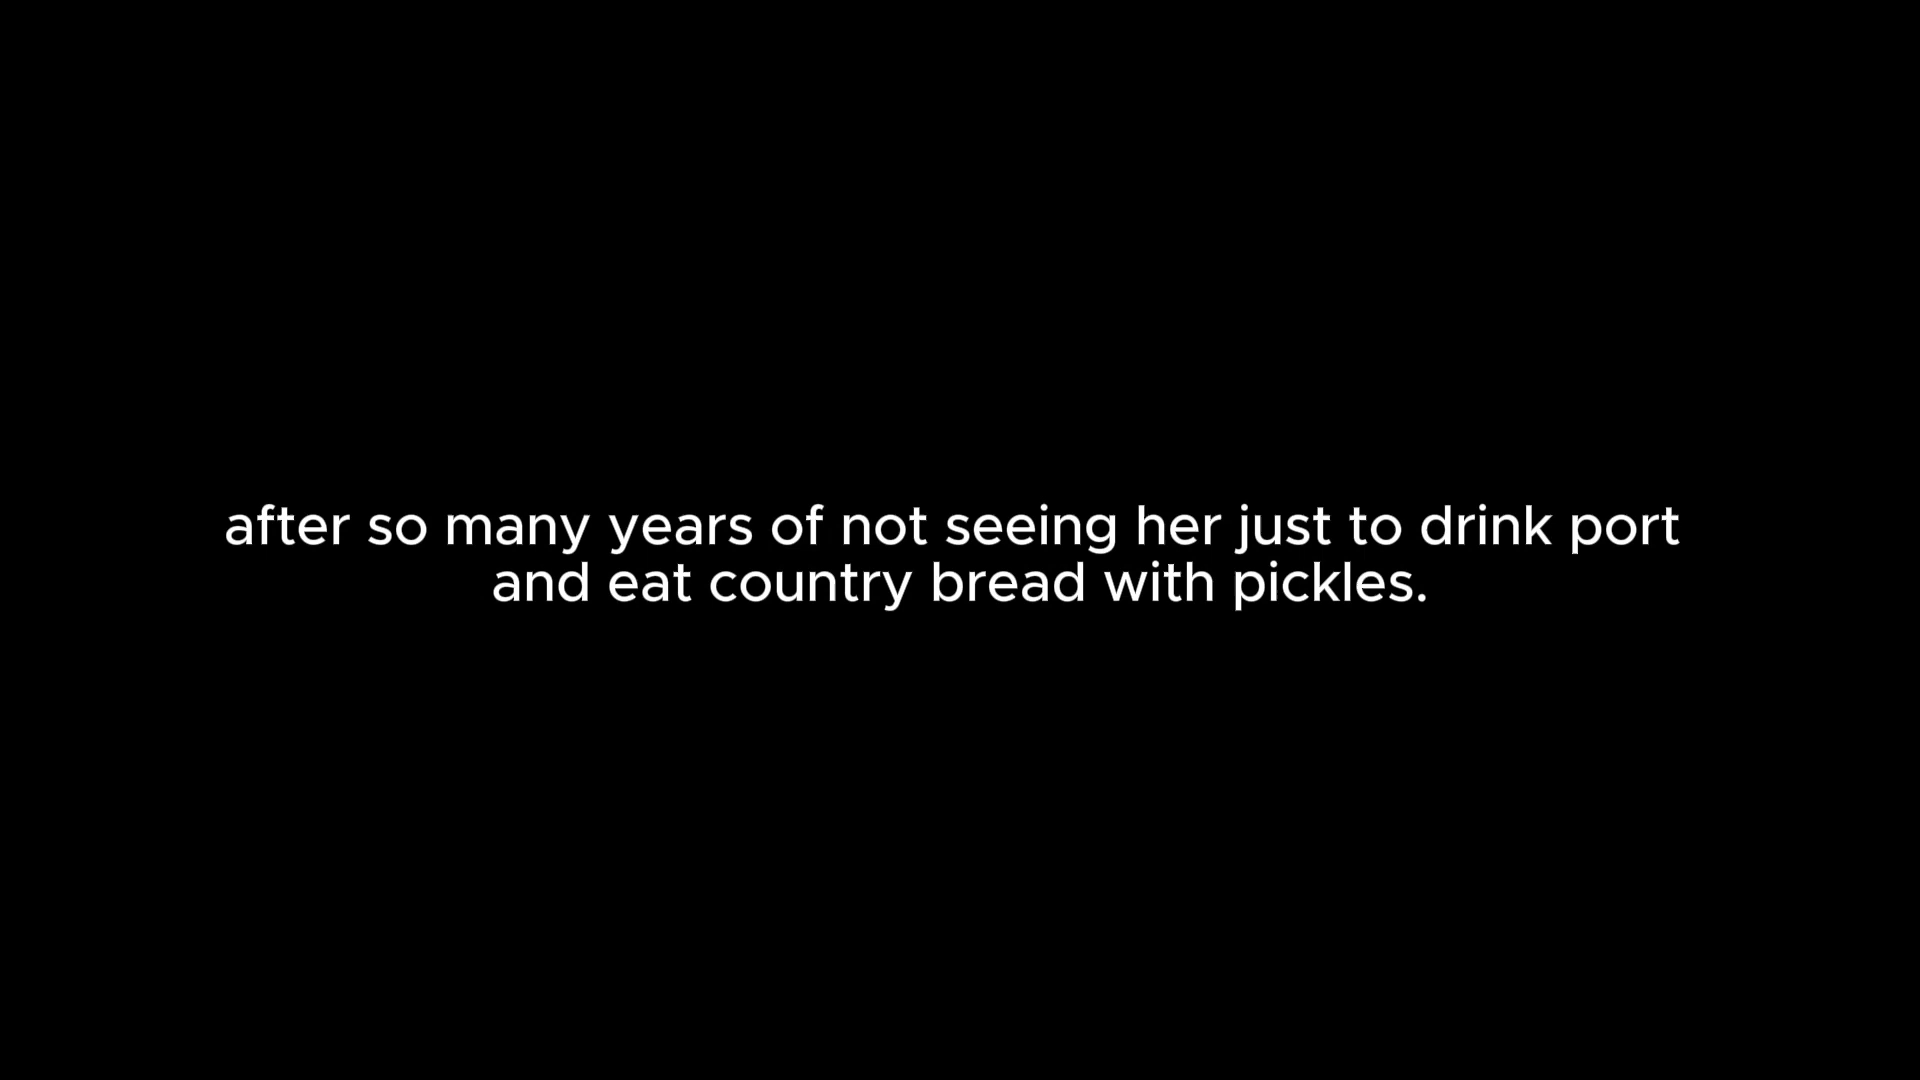 after so many years of not seeing her just to drink port
and eat country bread with pickles.